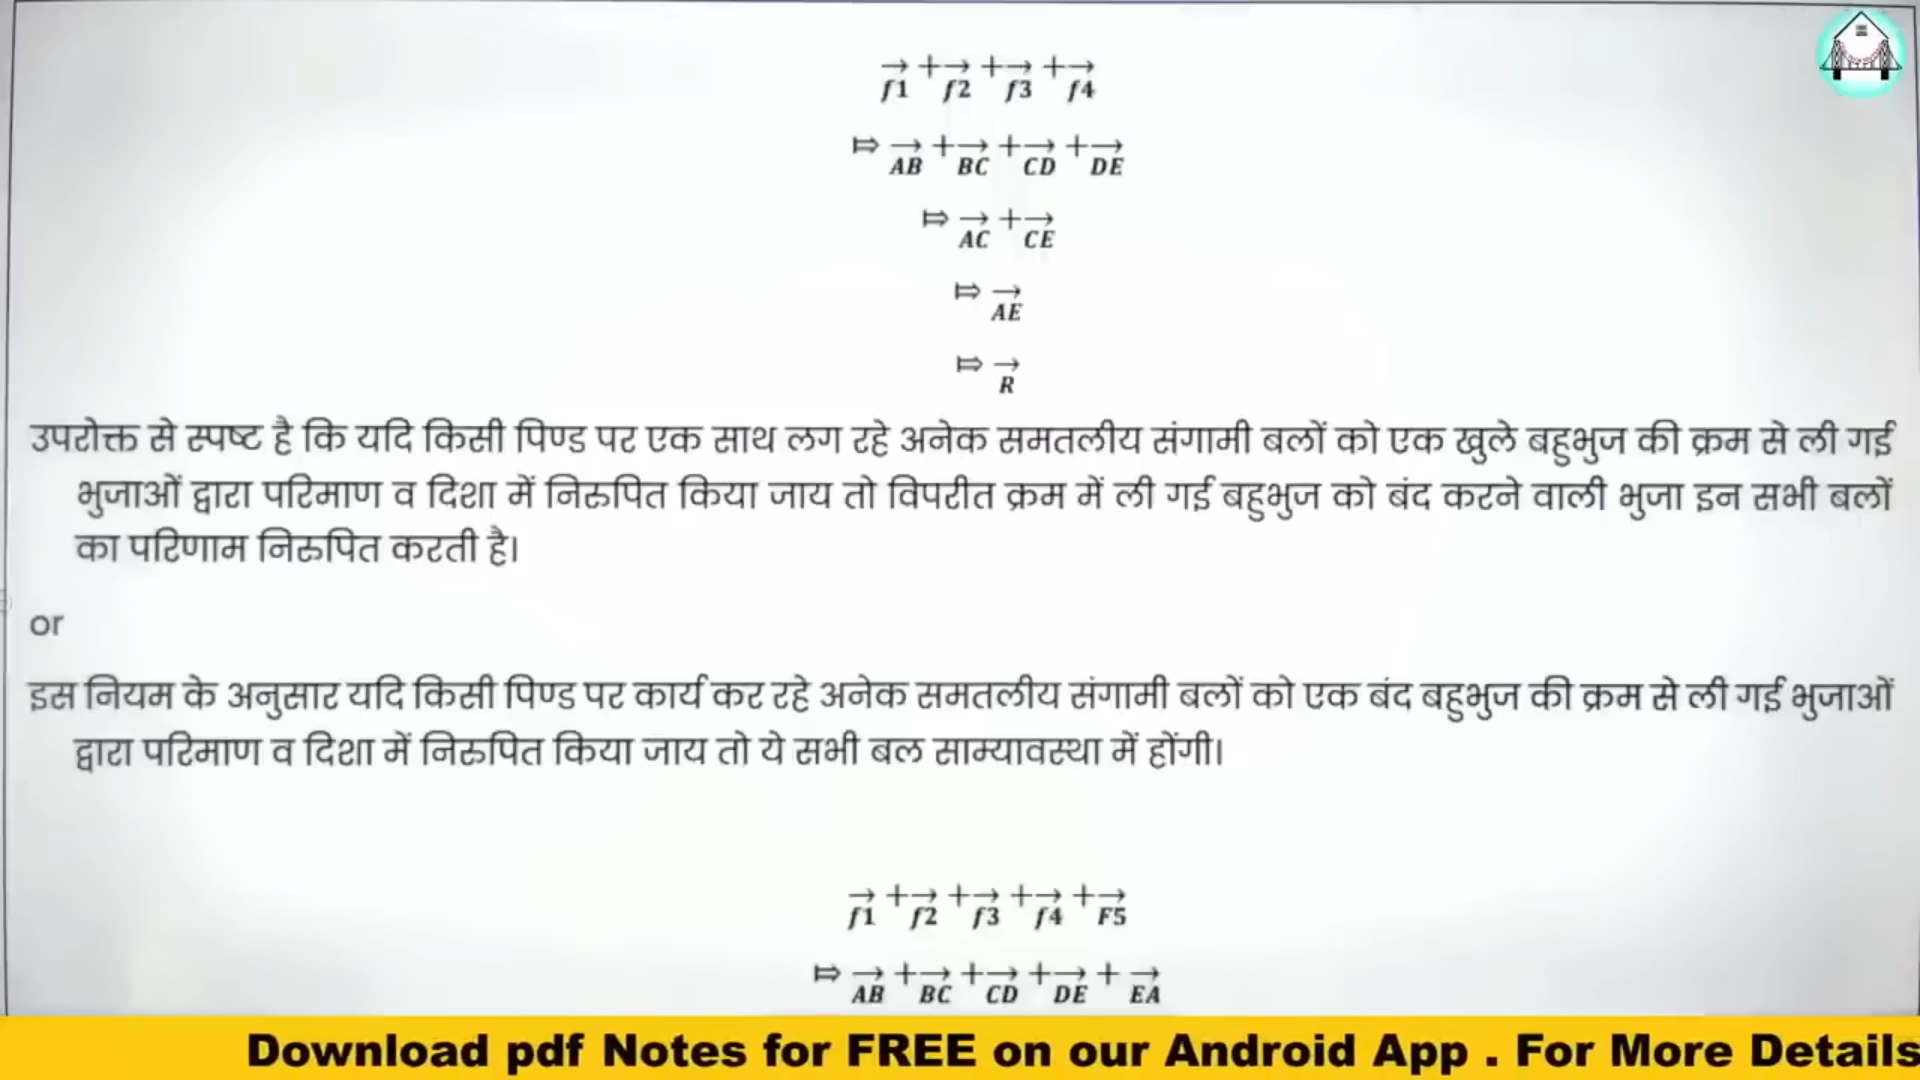 →f1 + →f2 + →f3 + →f4
⤇ →AB + →BC + →CD + →DE
⤇ →AC + →CE
⤇ →AE
⤇ →R
उपरोक्त से स्पष्ट है कि यदि किसी पिण्ड पर एक साथ लग रहे अनेक समतलीय संगामी बलों को एक खुले बहुभुज की क्रम से ली गई
भुजाओं द्वारा परिमाण व दिशा में निरुपित किया जाय तो विपरीत क्रम में ली गई बहुभुज को बंद करने वाली भुजा इन सभी बलों
का परिणाम निरुपित करती है।
or
इस नियम के अनुसार यदि किसी पिण्ड पर कार्य कर रहे अनेक समतलीय संगामी बलों को एक बंद बहुभुज की क्रम से ली गई भुजाओं
द्वारा परिमाण व दिशा में निरुपित किया जाय तो ये सभी बल साम्यावस्था में होंगी।
→f1 + →f2 + →f3 + →f4 + →F5
⤇ →AB + →BC + →CD + →DE + →EA
Download pdf Notes for FREE on our Android App . For More Details